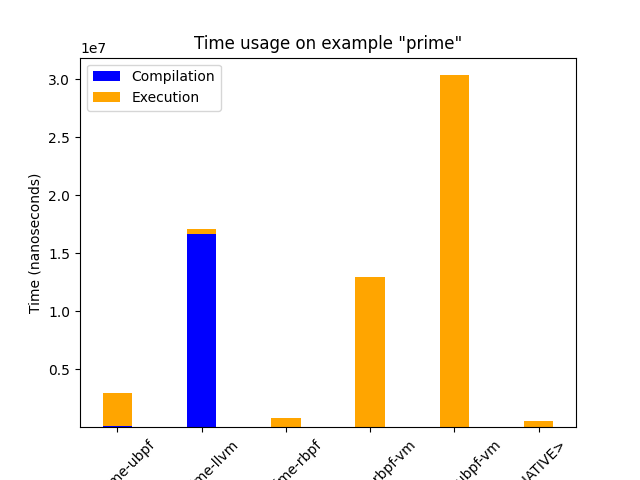 Time usage on example "prime"
1e7
Compilation
Execution
3.0
2.5
2.0
1.5
1.0
0.5
Time (nanoseconds)
me-ubpf
me-llvm
ime-rbpf
rbpf-vm
ubpf-vm
NATIVE>